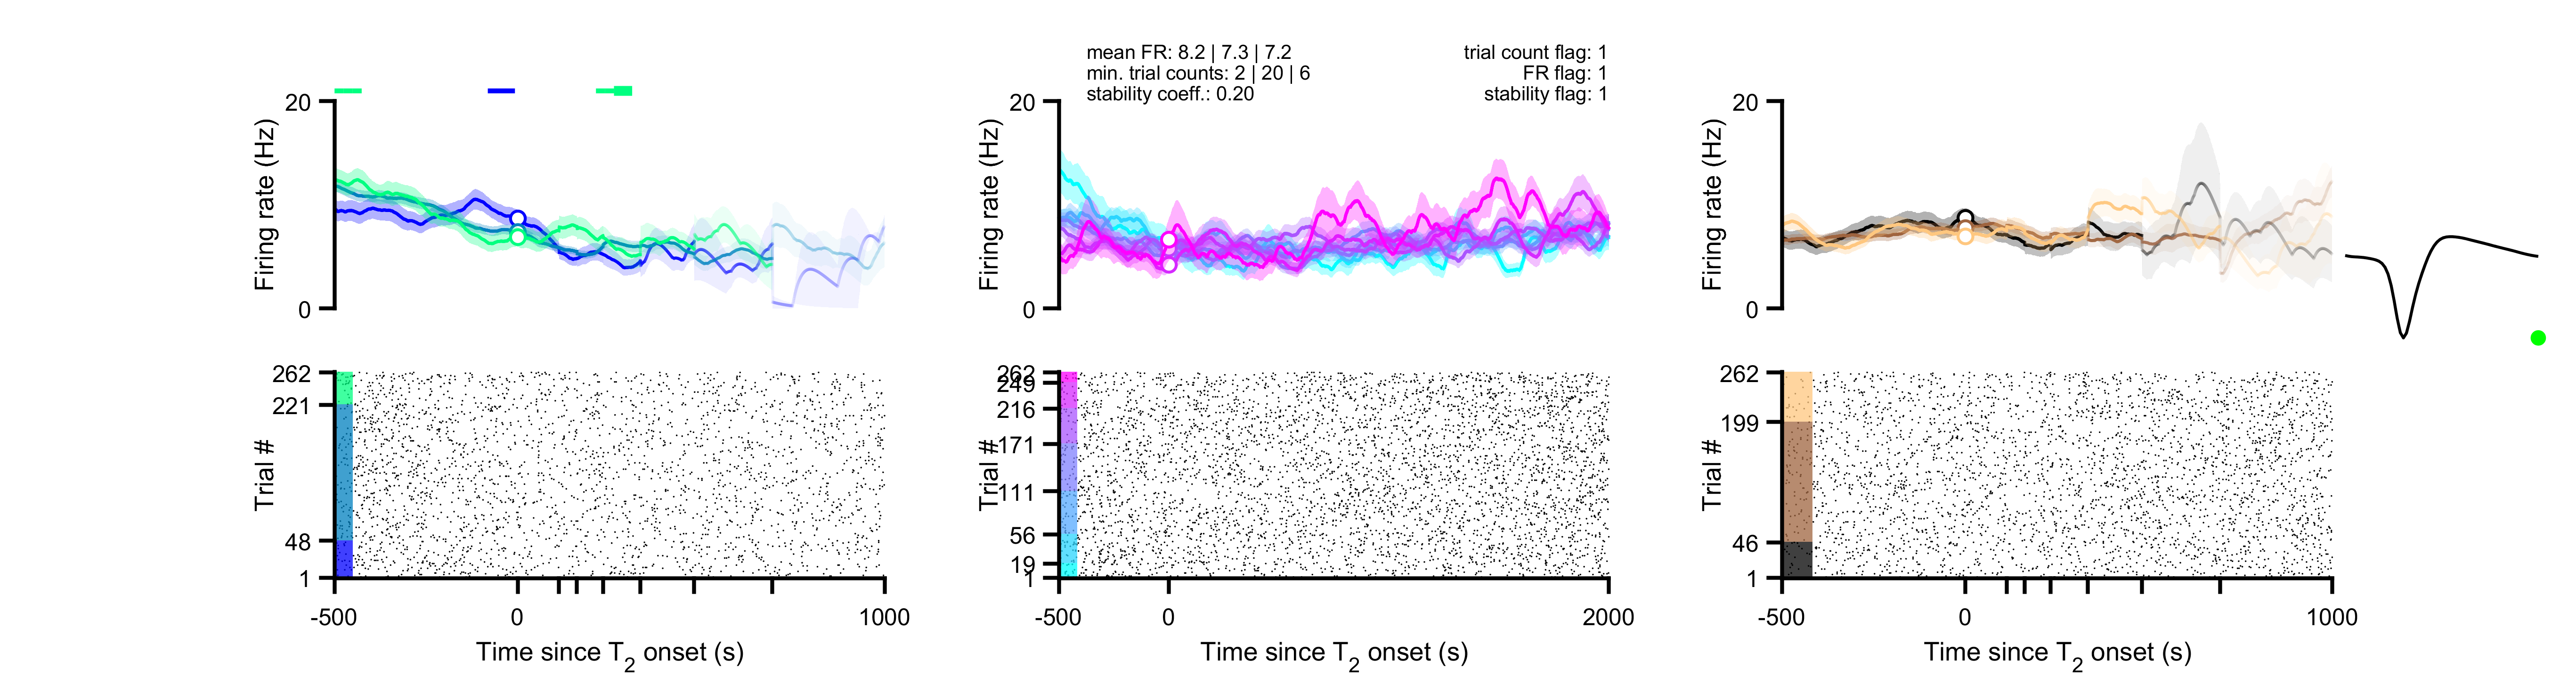 mean FR: 8.2 | 7.3 | 7.2
min. trial counts: 2 | 20 | 6
stability coeff.: 0.20
trial count flag: 1
FR flag: 1
stability flag: 1
20
Firing rate (Hz)
0
20
Firing rate (Hz)
0
20
Firing rate (Hz)
0
262
221
Trial #
48
1
-500
0
1000
Time since T2 onset (s)
262
249
216
171
Trial #
111
56
19
1
-500
0
2000
Time since T2 onset (s)
262
199
Trial #
46
1
-500
0
1000
Time since T2 onset (s)